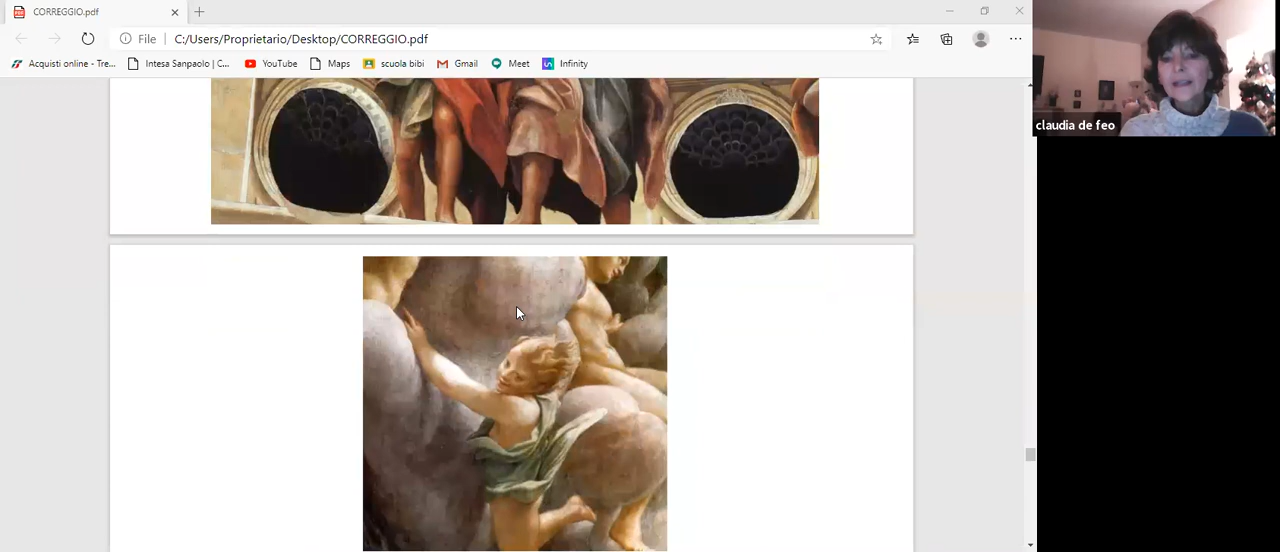 CORREGGIO.pdf
File
C:/Users/Proprietario/Desktop/CORREGGIO.pdf
Acquisti online - Tre...
Intesa Sanpaolo | C...
YouTube
Maps
scuola bibi
Gmail
Meet
Infinity
claudia de feo